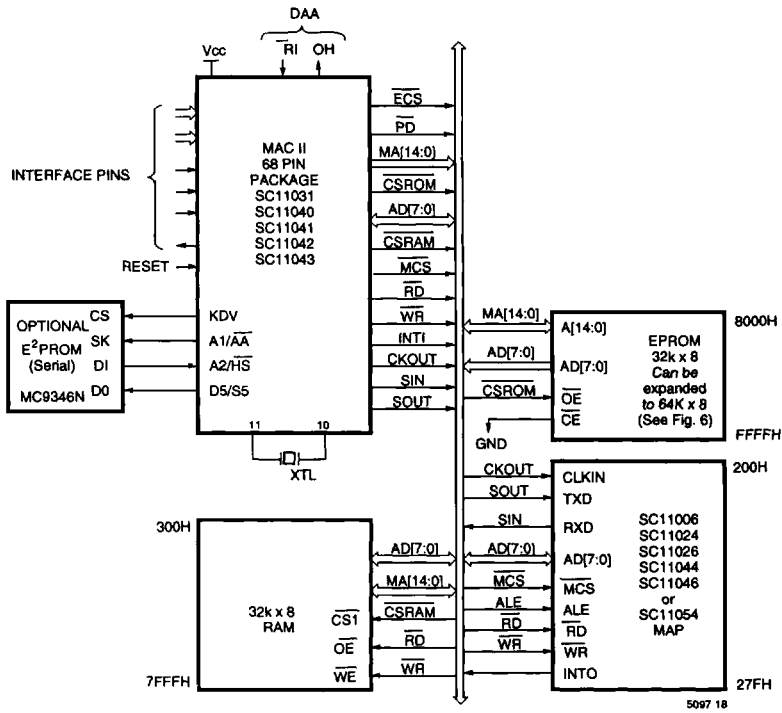 DAA
Vcc
RI OH
INTERFACE PINS
RESET
MAC II
68 PIN
PACKAGE
SC11031
SC11040
SC11041
SC11042
SC11043
KDV
A1/AA
A2/HS
D5/S5
11 10
XTL
ECS
PD
MA[14:0]
CSROM
AD[7:0]
CSRAM
MCS
RD
WR
INTI
CKOUT
SIN
SOUT
OPTIONAL
E²PROM
(Serial)
MC9346N
CS
SK
DI
D0
MA[14:0]
AD[7:0]
CSROM
GND
A[14:0]
AD[7:0]
OE
CE
EPROM
32k x 8
Can be
expanded
to 64K x 8
(See Fig. 6)
8000H
FFFFH
300H
32k x 8
RAM
7FFFH
CS1
OE
WE
AD[7:0]
MA[14:0]
CSRAM
RD
WR
CKOUT
SOUT
SIN
AD[7:0]
MCS
ALE
RD
WR
CLKIN
TXD
RXD
AD[7:0]
MCS
ALE
RD
WR
INTO
SC11006
SC11024
SC11026
SC11044
SC11046
or
SC11054
MAP
200H
27FH
5097 18